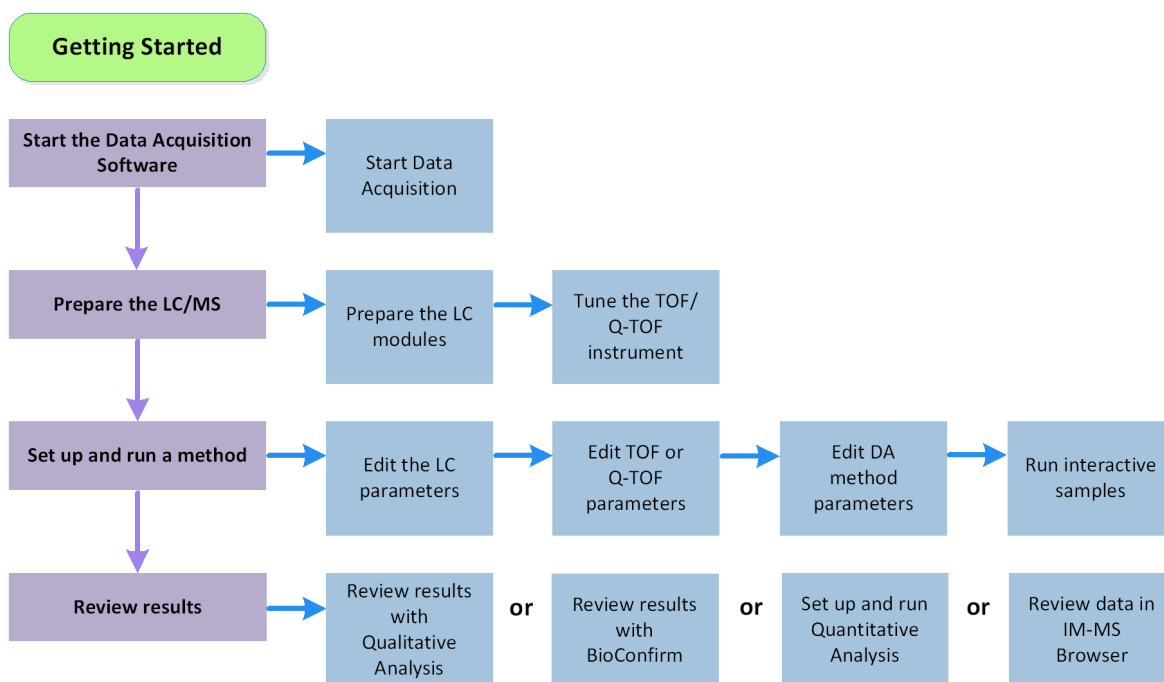 Getting Started
Start the Data Acquisition
Software
Start Data
Acquisition
Prepare the LC/MS
Prepare the LC
modules
Tune the TOF/
Q-TOF
instrument
Set up and run a method
Edit the LC
parameters
Edit TOF or
Q-TOF
parameters
Edit DA
method
parameters
Run interactive
samples
Review results
Review results
with
Qualitative
Analysis
or
Review results
with
BioConfirm
or
Set up and run
Quantitative
Analysis
or
Review data in
IM-MS
Browser